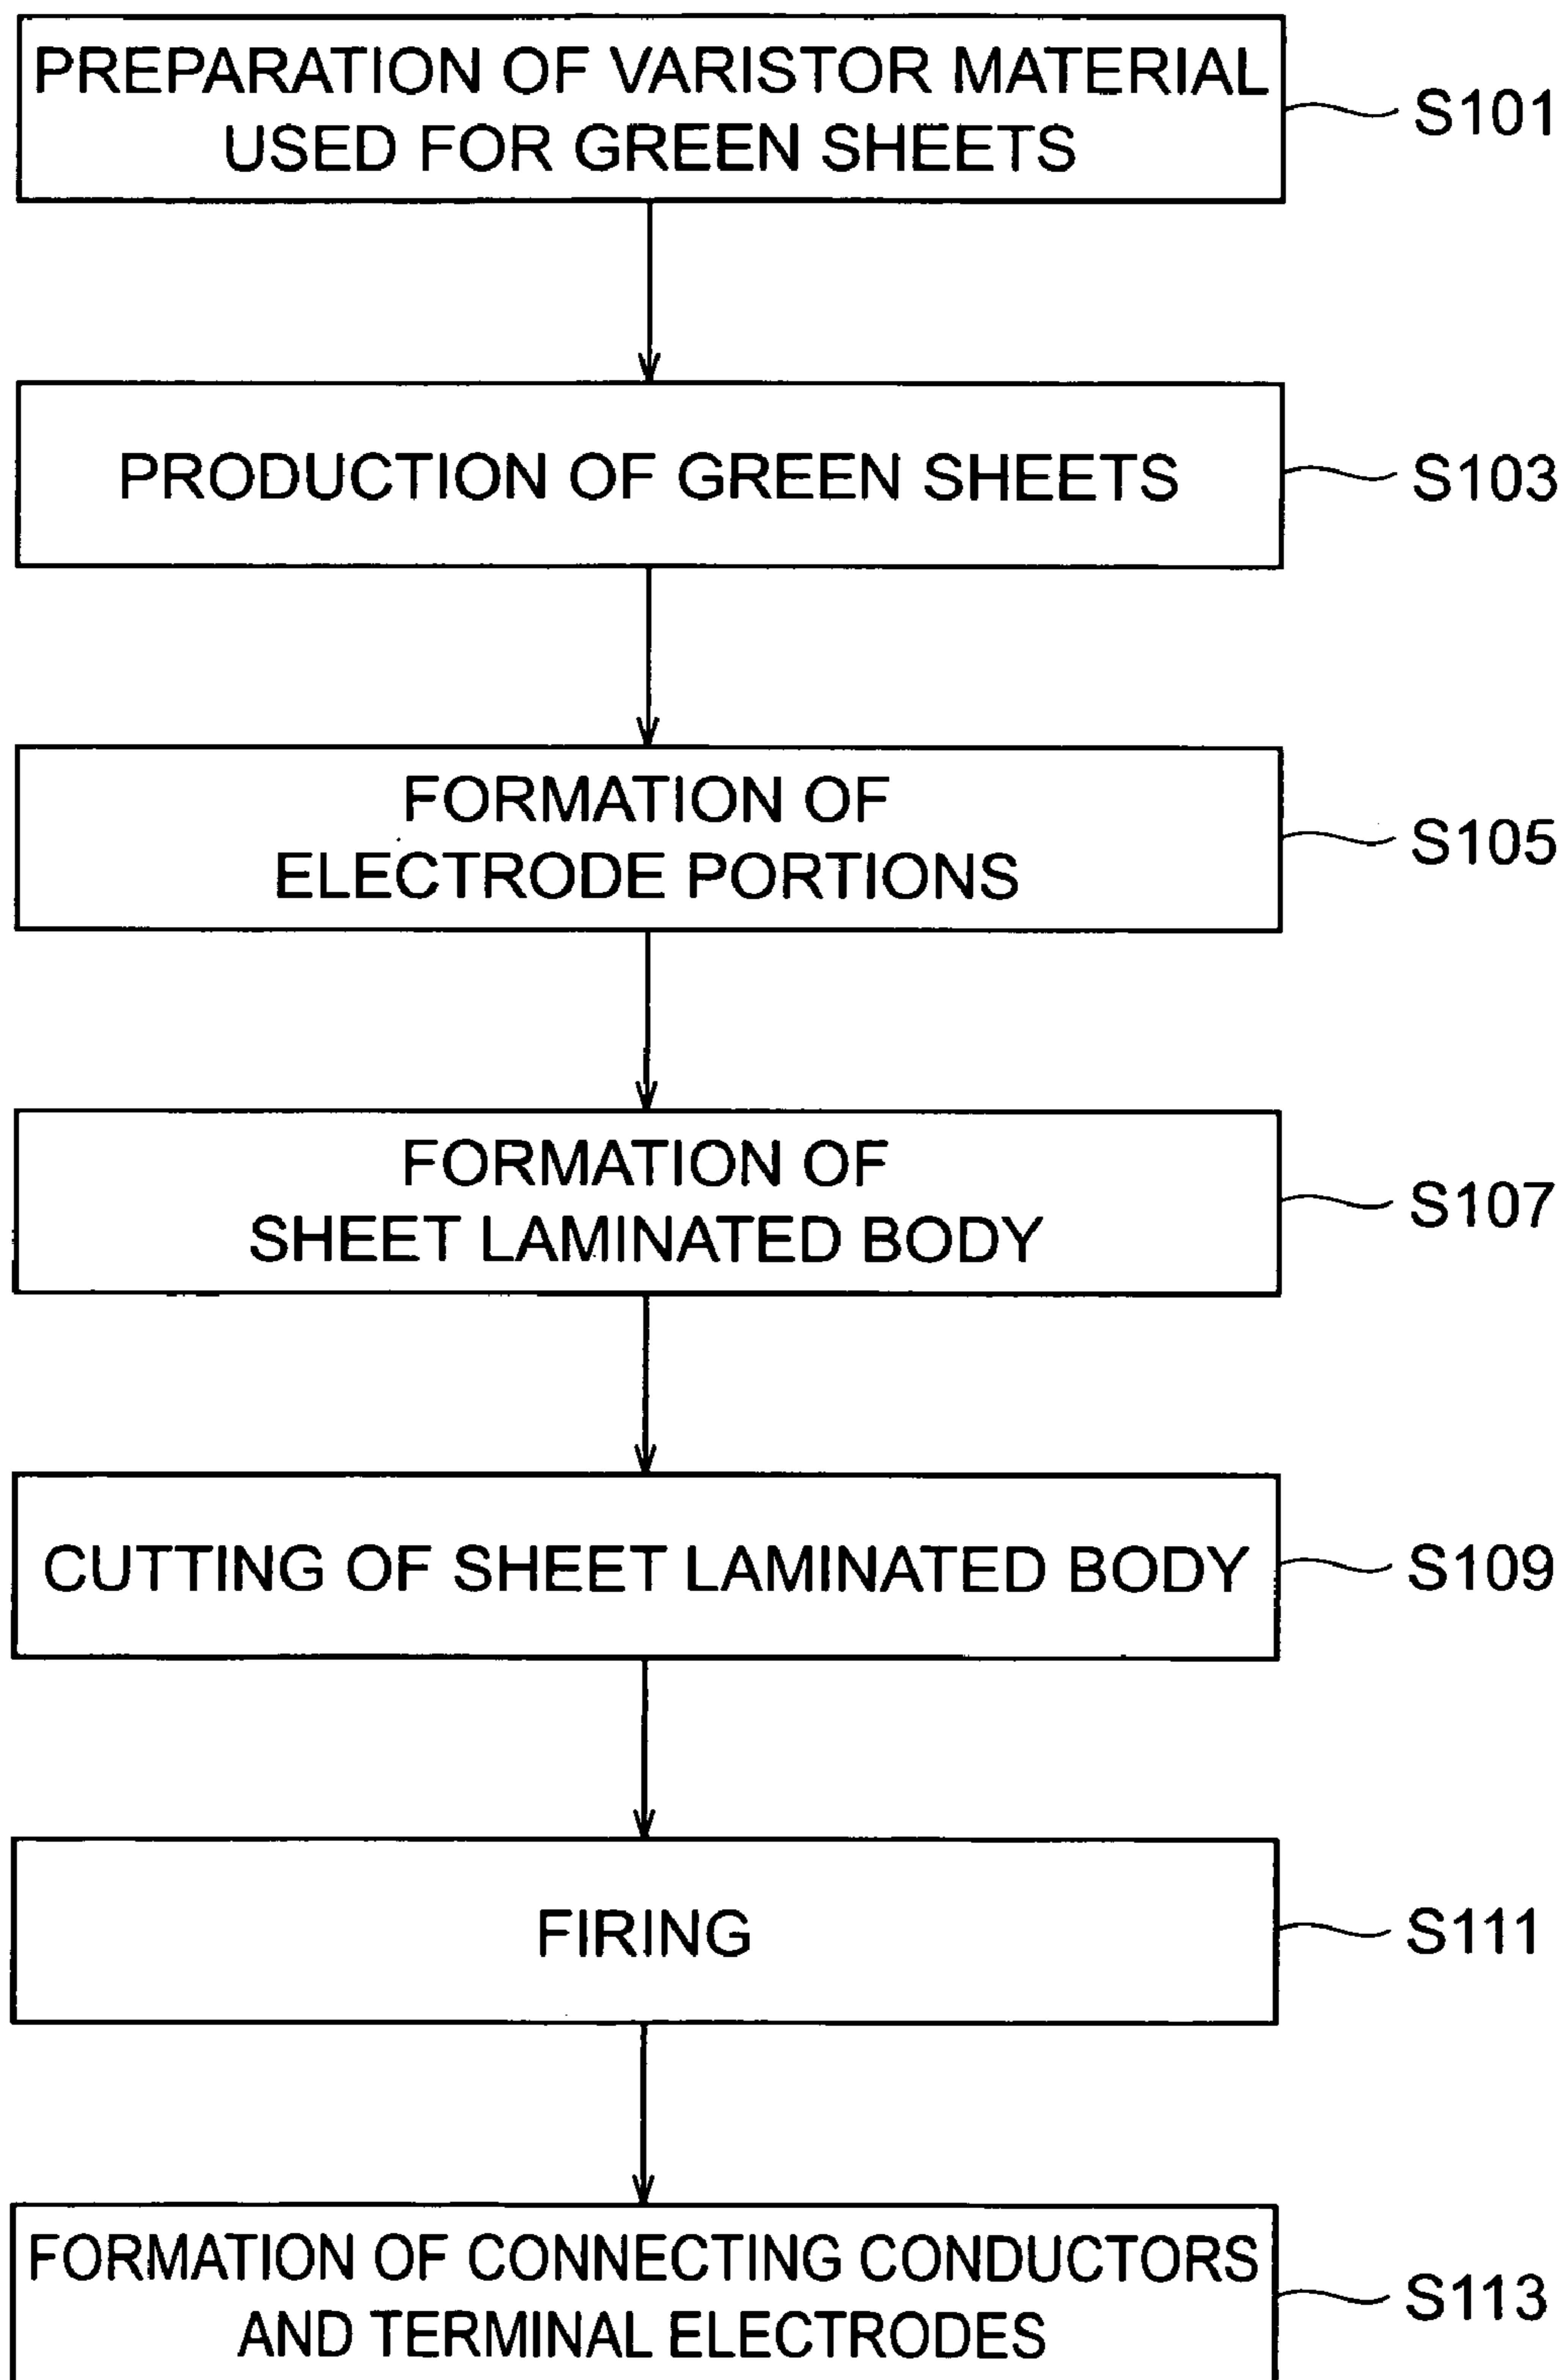 PREPARATION OF VARISTOR MATERIAL
USED FOR GREEN SHEETS
S101
PRODUCTION OF GREEN SHEETS
S103
FORMATION OF
ELECTRODE PORTIONS
S105
FORMATION OF
SHEET LAMINATED BODY
S107
CUTTING OF SHEET LAMINATED BODY
S109
FIRING
S111
FORMATION OF CONNECTING CONDUCTORS
AND TERMINAL ELECTRODES
S113